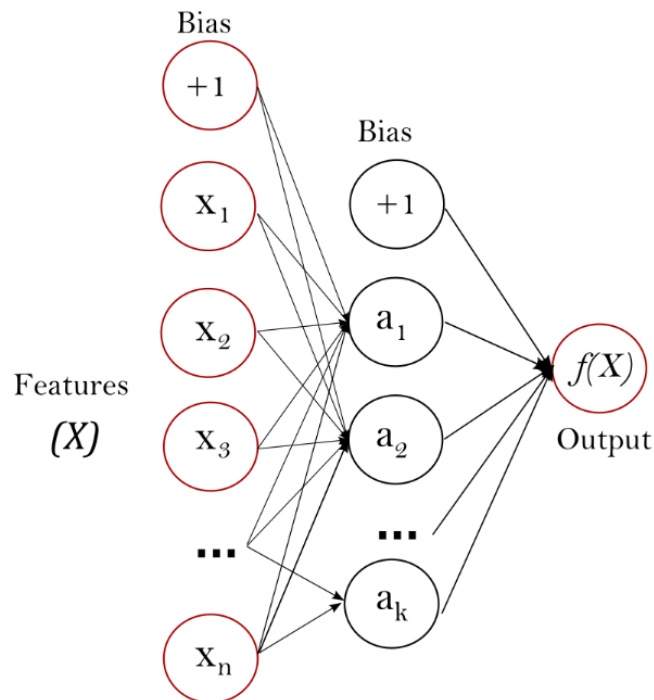 Bias
+1
x1
x2
x3
...
xn
Features
(X)
Bias
+1
a1
a2
...
ak
f(X)
Output